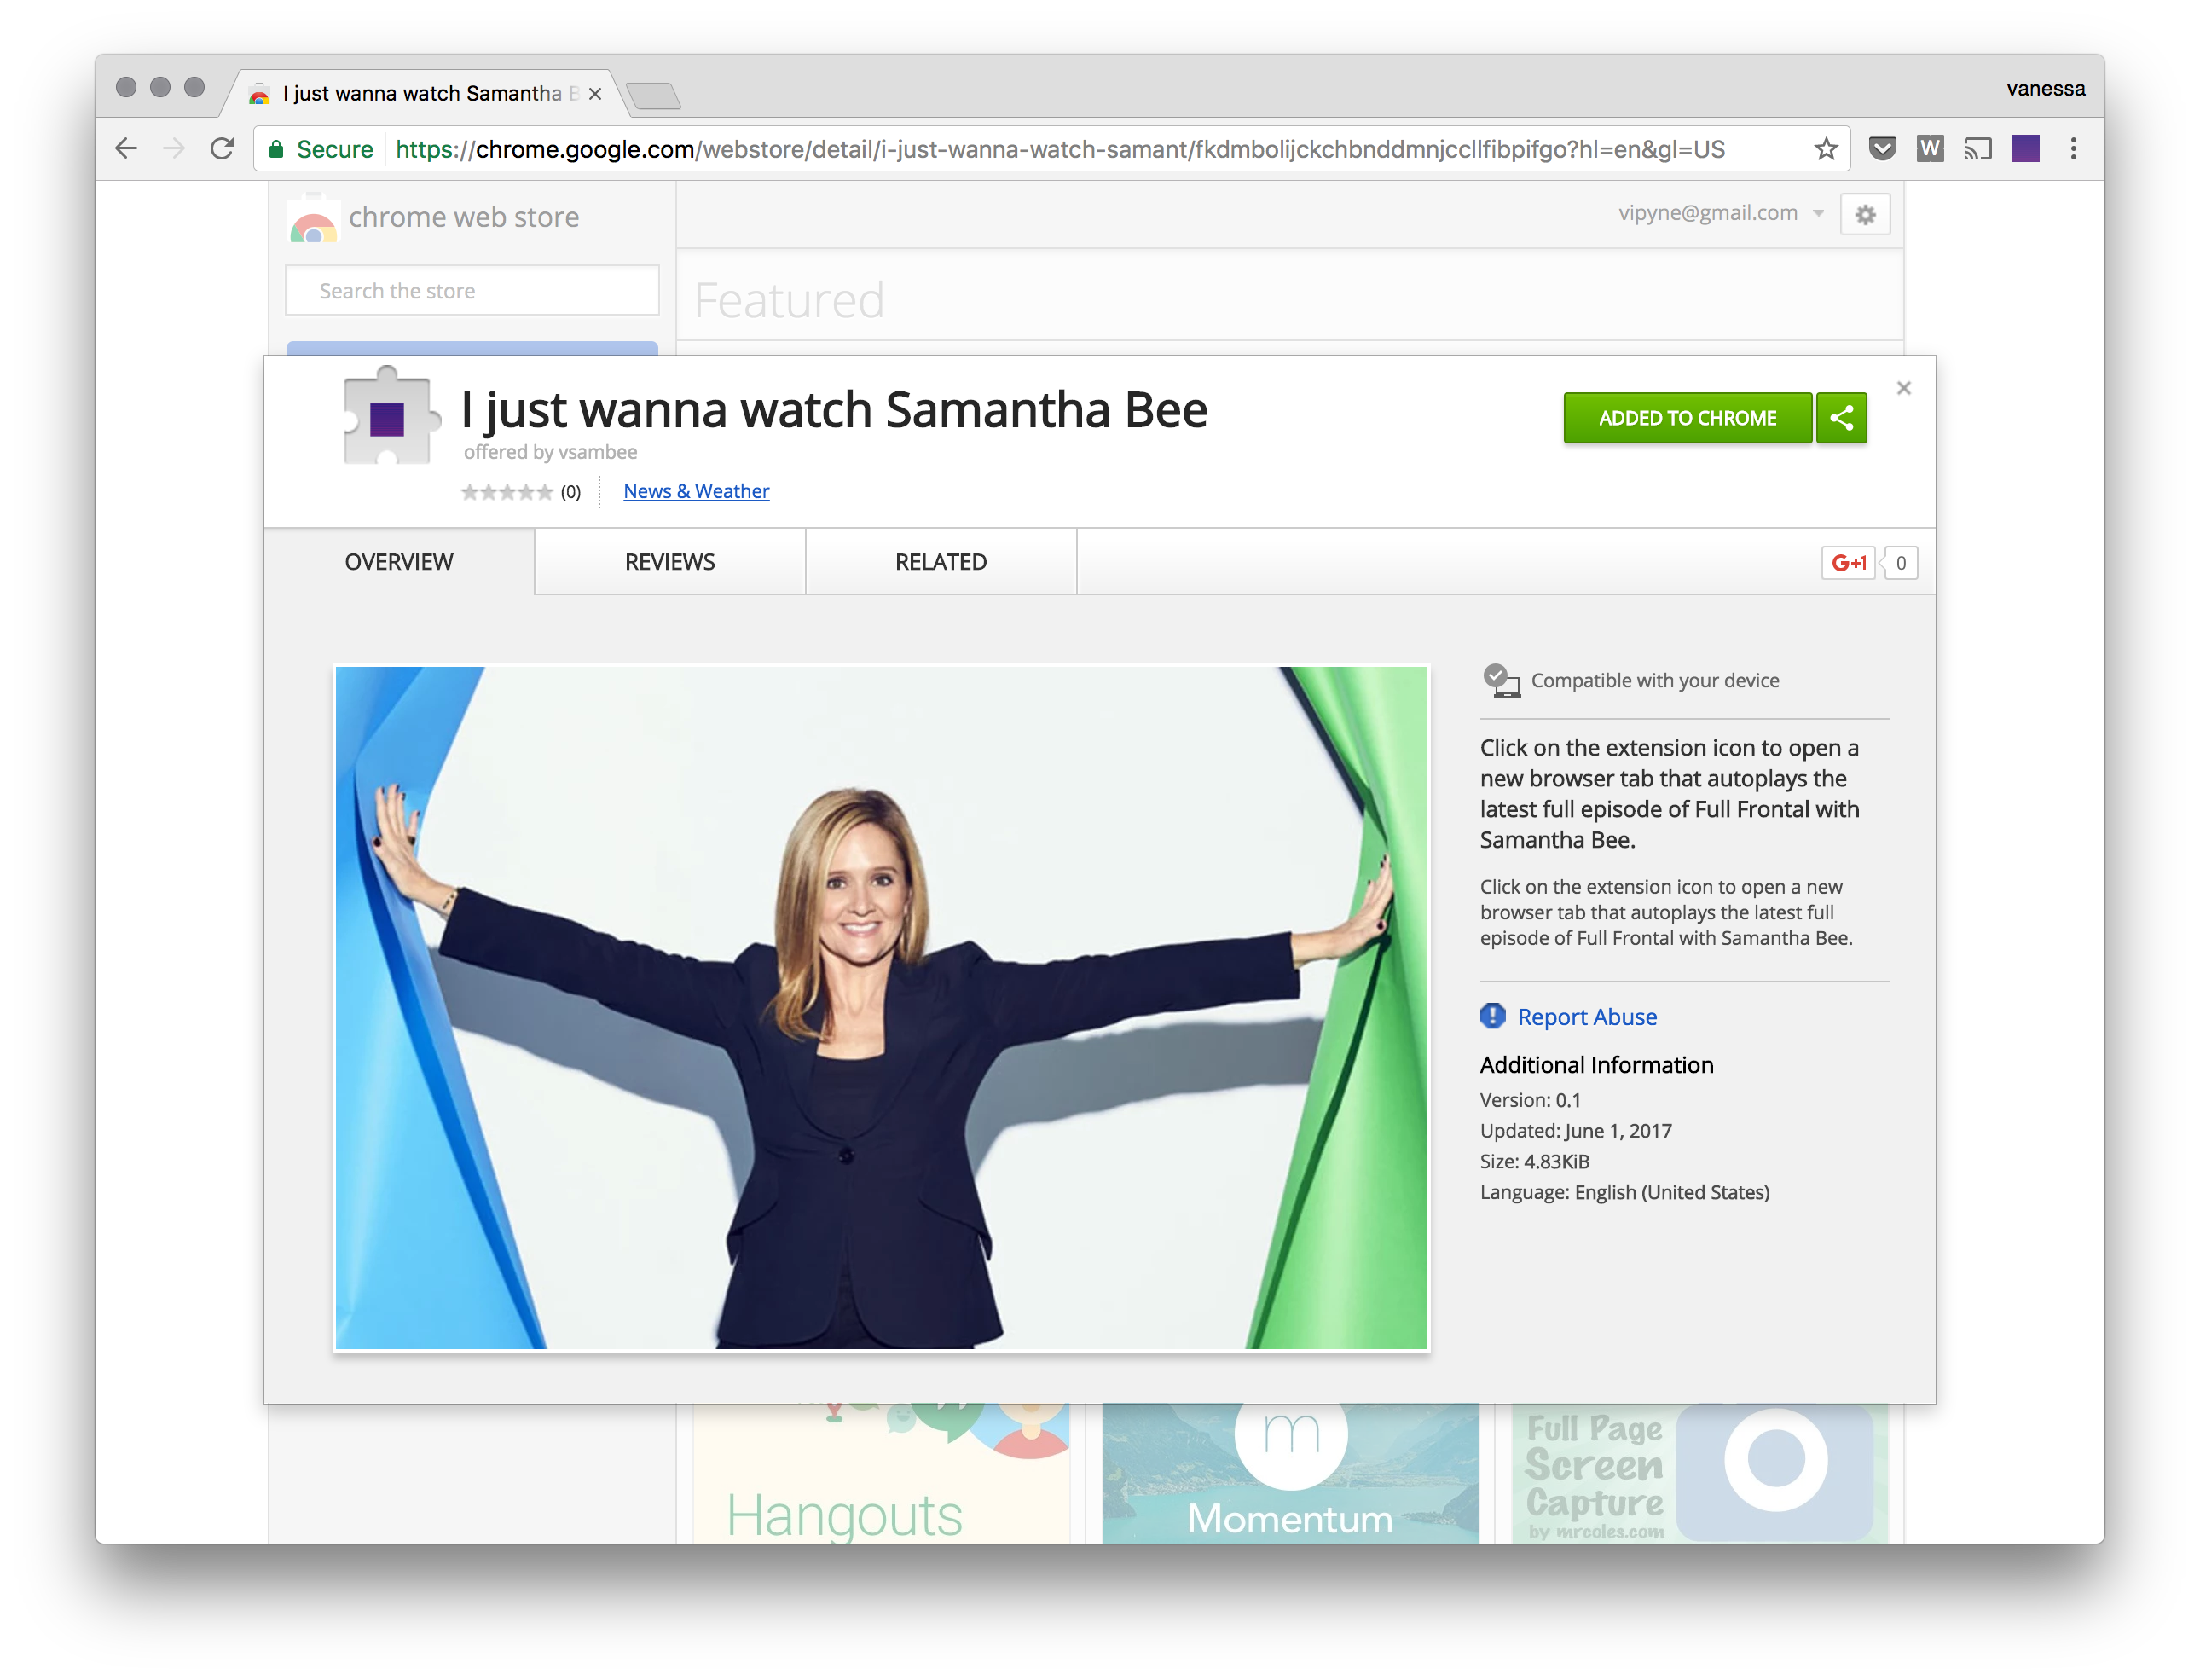 I just wanna watch Samantha B
vanessa
Secure https://chrome.google.com/webstore/detail/i-just-wanna-watch-samant/fkdmbolijckchbnddmnjccllfibpifgo?hl=en&gl=US
W
chrome web store
vipyne@gmail.com
Search the store
Featured
I just wanna watch Samantha Bee
offered by vsambee
(0)
News & Weather
ADDED TO CHROME
OVERVIEW
REVIEWS
RELATED
G+1
0
Compatible with your device
Click on the extension icon to open a
new browser tab that autoplays the
latest full episode of Full Frontal with
Samantha Bee.
Click on the extension icon to open a new
browser tab that autoplays the latest full
episode of Full Frontal with Samantha Bee.
Report Abuse
Additional Information
Version: 0.1
Updated: June 1, 2017
Size: 4.83KiB
Language: English (United States)
Hangouts
m
Momentum
Full Page
Screen
Capture
by mrcoles.com